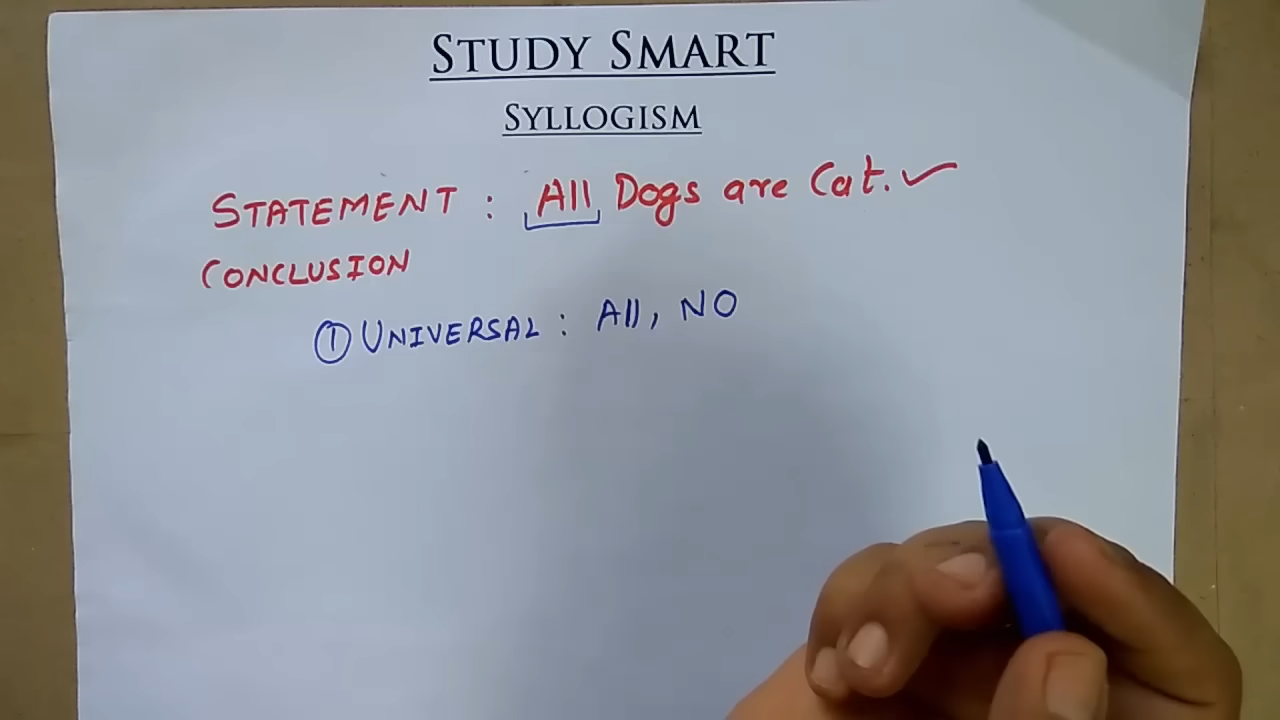 STUDY SMART
SYLLOGISM
STATEMENT : All Dogs are Cat. ✓
CONCLUSION
① UNIVERSAL : All, NO